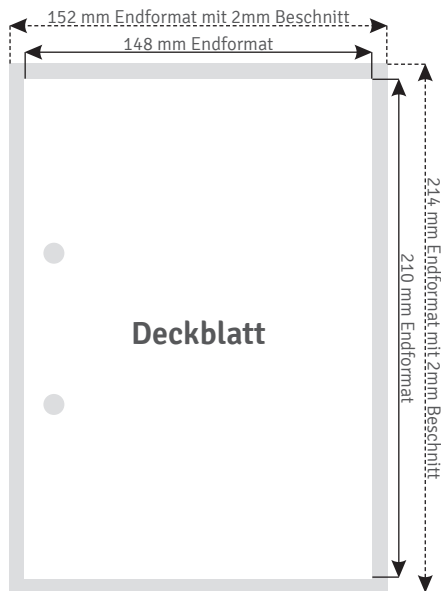 152 mm Endformat mit 2mm Beschnitt
148 mm Endformat
Deckblatt
210 mm Endformat
214 mm Endformat mit 2mm Beschnitt